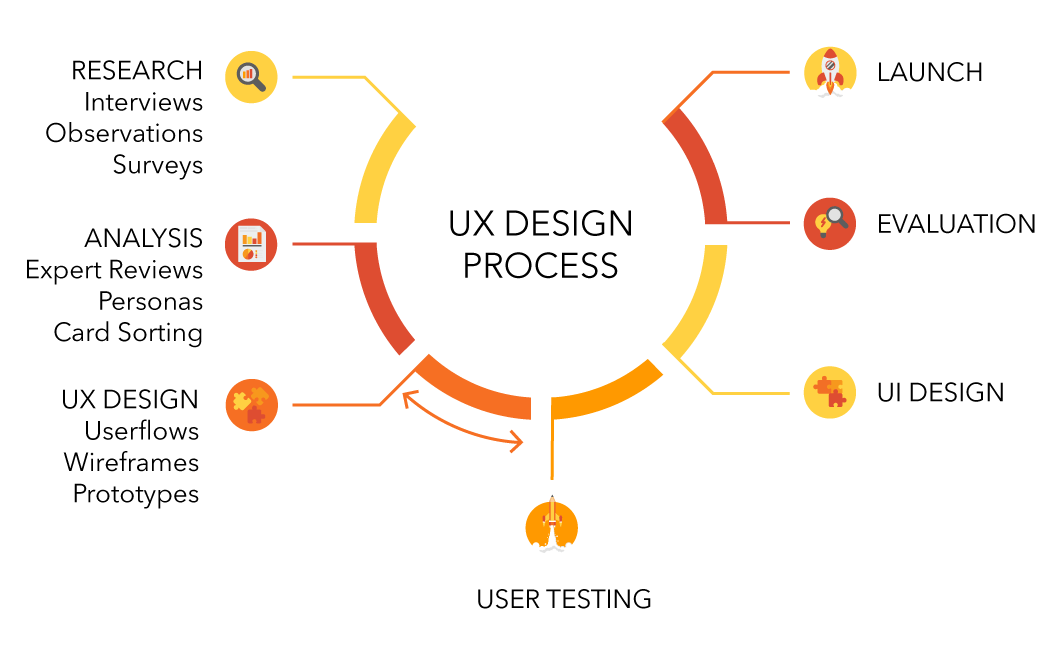 RESEARCH
Interviews
Observations
Surveys
ANALYSIS
Expert Reviews
Personas
Card Sorting
UX DESIGN
Userflows
Wireframes
Prototypes
UX DESIGN
PROCESS
USER TESTING
LAUNCH
EVALUATION
UI DESIGN